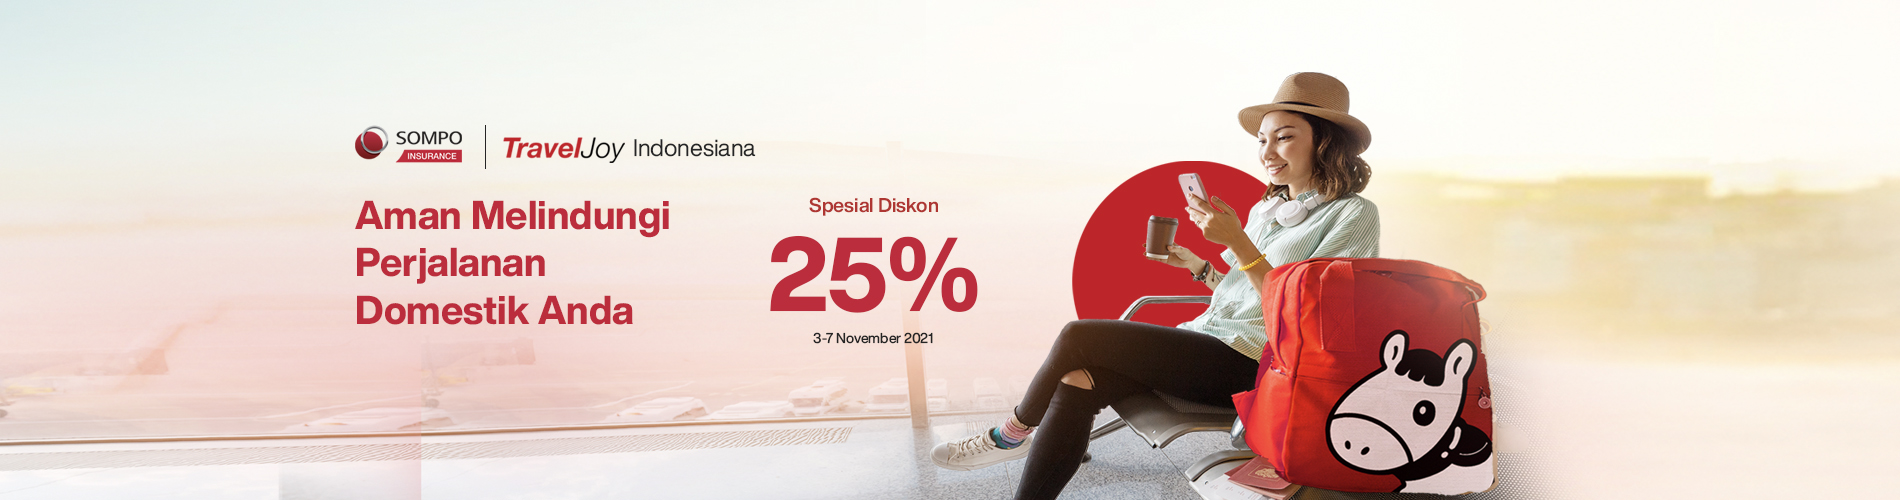 SOMPO
INSURANCE
TravelJoy Indonesiana
Aman Melindungi
Perjalanan
Domestik Anda
Spesial Diskon
25%
3-7 November 2021